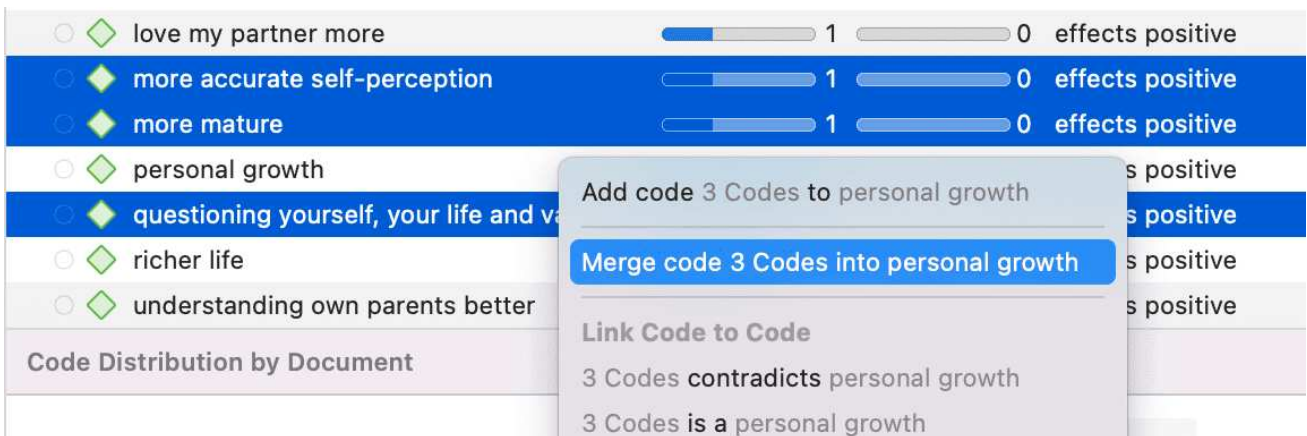 love my partner more 1 0 effects positive
more accurate self-perception 1 0 effects positive
more mature 1 0 effects positive
personal growth s positive
Add code 3 Codes to personal growth
questioning yourself, your life and va s positive
richer life s positive
Merge code 3 Codes into personal growth
understanding own parents better s positive
Link Code to Code
Code Distribution by Document
3 Codes contradicts personal growth
3 Codes is a personal growth